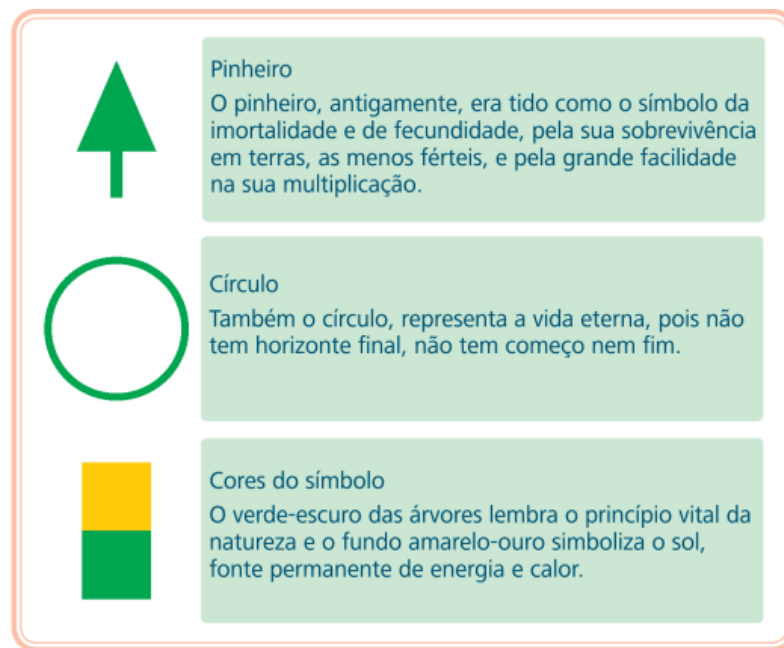 Pinheiro
O pinheiro, antigamente, era tido como o símbolo da
imortalidade e de fecundidade, pela sua sobrevivência
em terras, as menos férteis, e pela grande facilidade
na sua multiplicação.
Círculo
Também o círculo, representa a vida eterna, pois não
tem horizonte final, não tem começo nem fim.
Cores do símbolo
O verde-escuro das árvores lembra o princípio vital da
natureza e o fundo amarelo-ouro simboliza o sol,
fonte permanente de energia e calor.